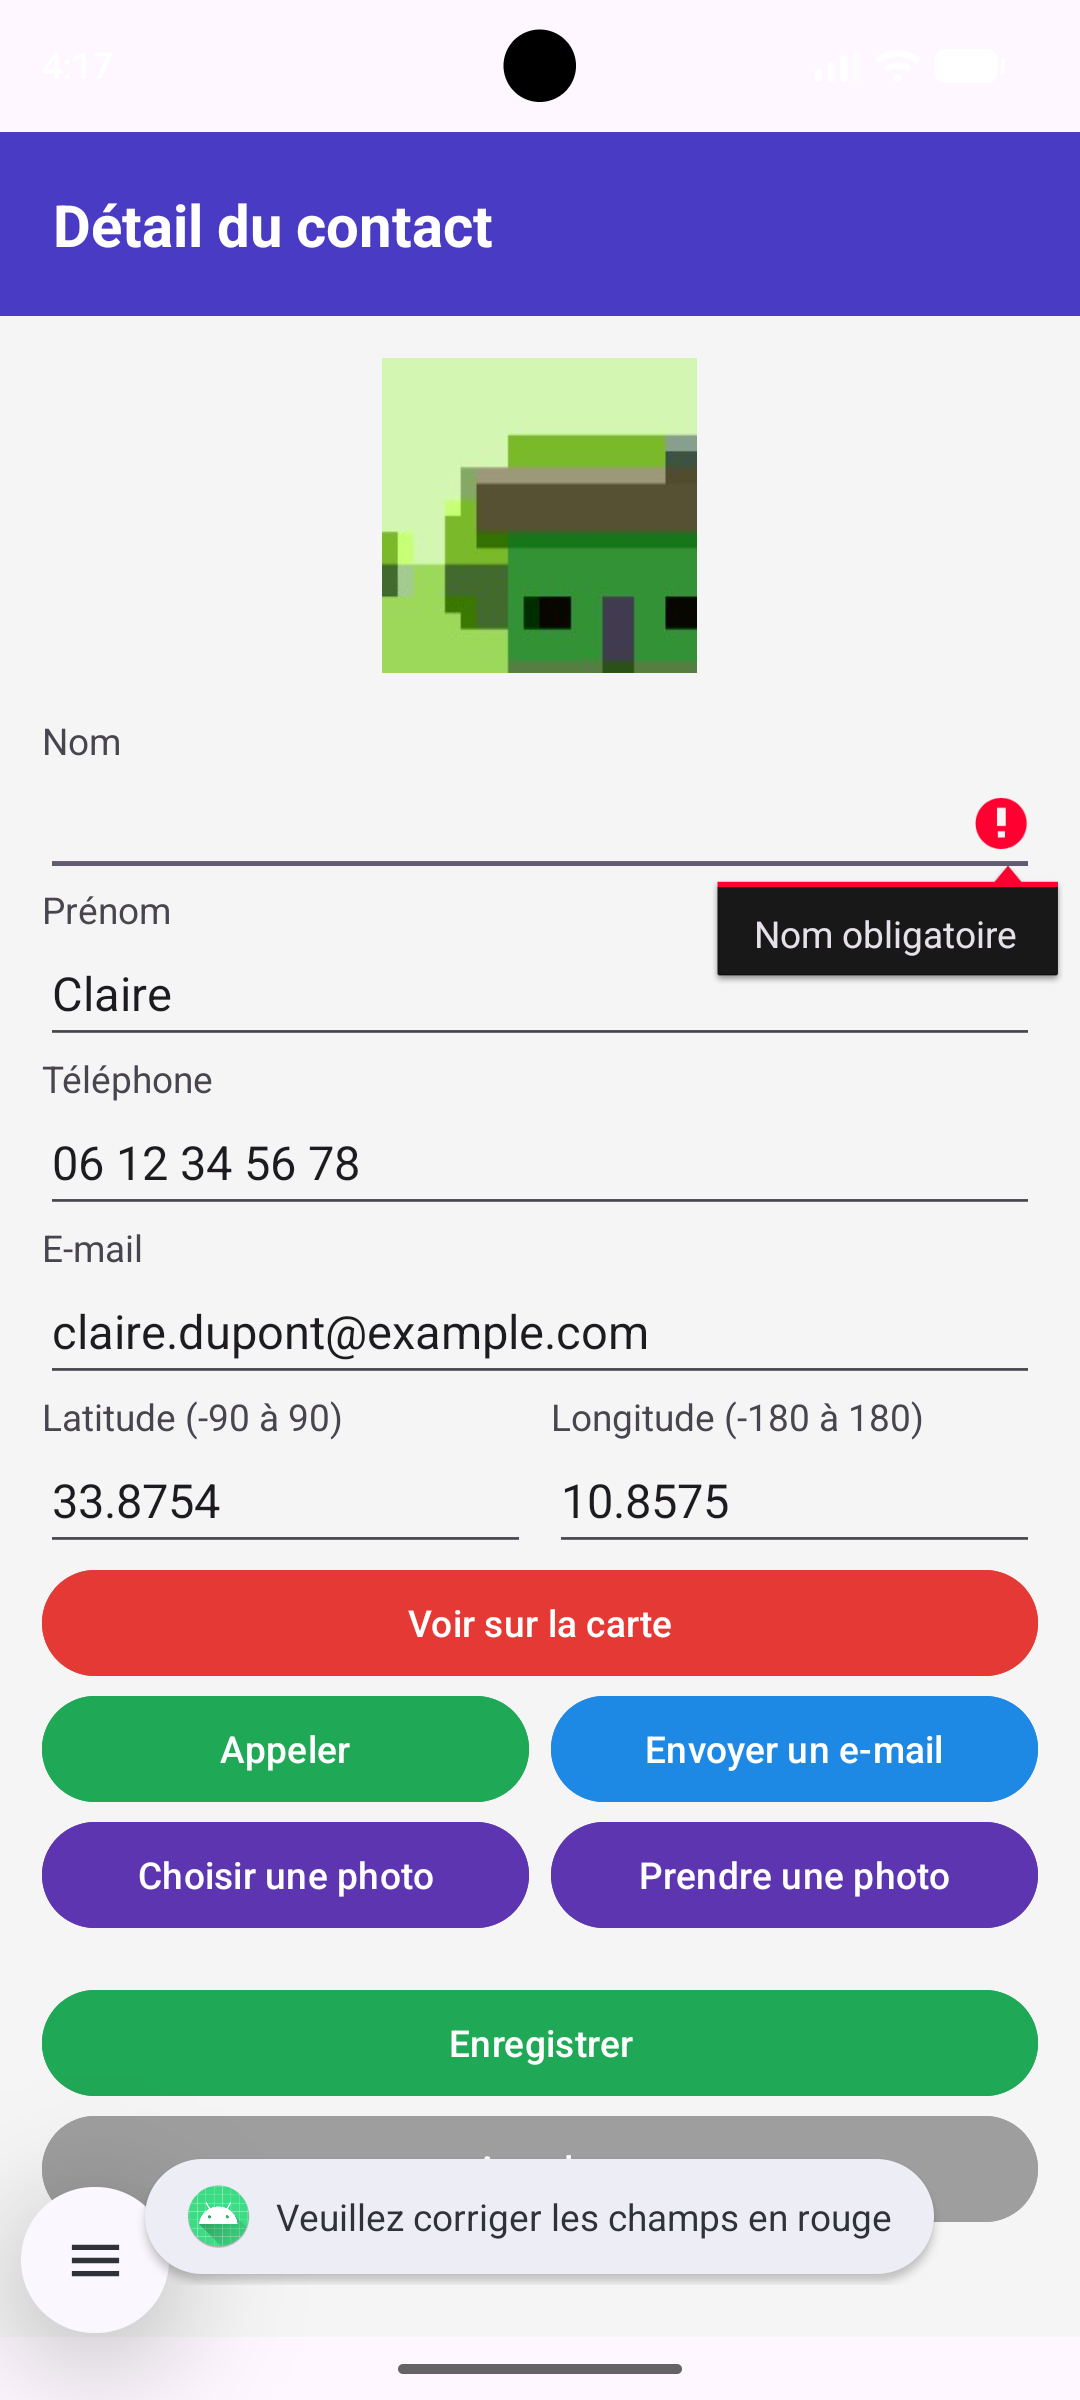 4:17
Détail du contact
Nom
Nom obligatoire
Prénom
Claire
Téléphone
06 12 34 56 78
E-mail
claire.dupont@example.com
Latitude (-90 à 90) Longitude (-180 à 180)
33.8754 10.8575
Voir sur la carte
Appeler Envoyer un e-mail
Choisir une photo Prendre une photo
Enregistrer
Veuillez corriger les champs en rouge